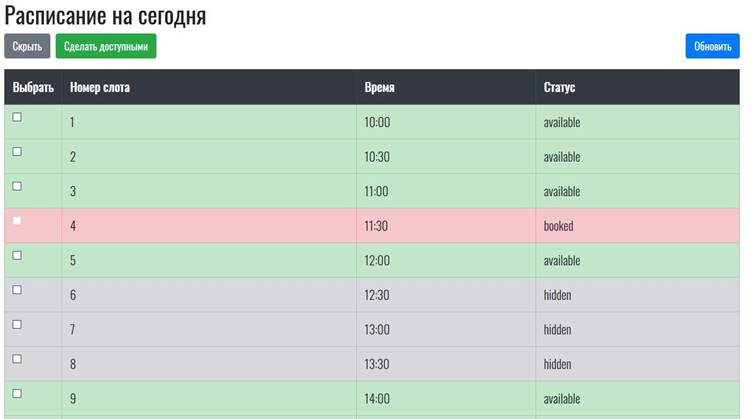 Расписание на сегодня
Скрыть Сделать доступными Обновить
Выбрать Номер слота Время Статус
1 10:00 available
2 10:30 available
3 11:00 available
4 11:30 booked
5 12:00 available
6 12:30 hidden
7 13:00 hidden
8 13:30 hidden
9 14:00 available